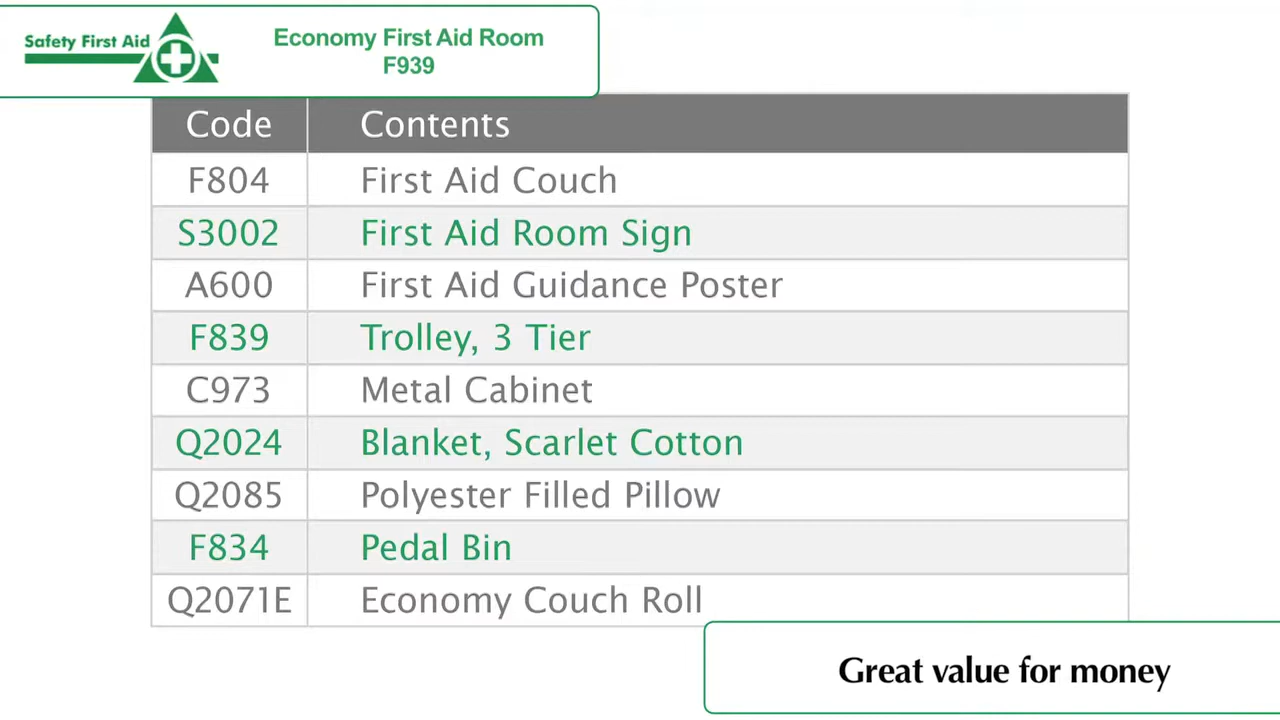 Safety First Aid
Economy First Aid Room
F939
Code Contents
F804 First Aid Couch
S3002 First Aid Room Sign
A600 First Aid Guidance Poster
F839 Trolley, 3 Tier
C973 Metal Cabinet
Q2024 Blanket, Scarlet Cotton
Q2085 Polyester Filled Pillow
F834 Pedal Bin
Q2071E Economy Couch Roll
Great value for money